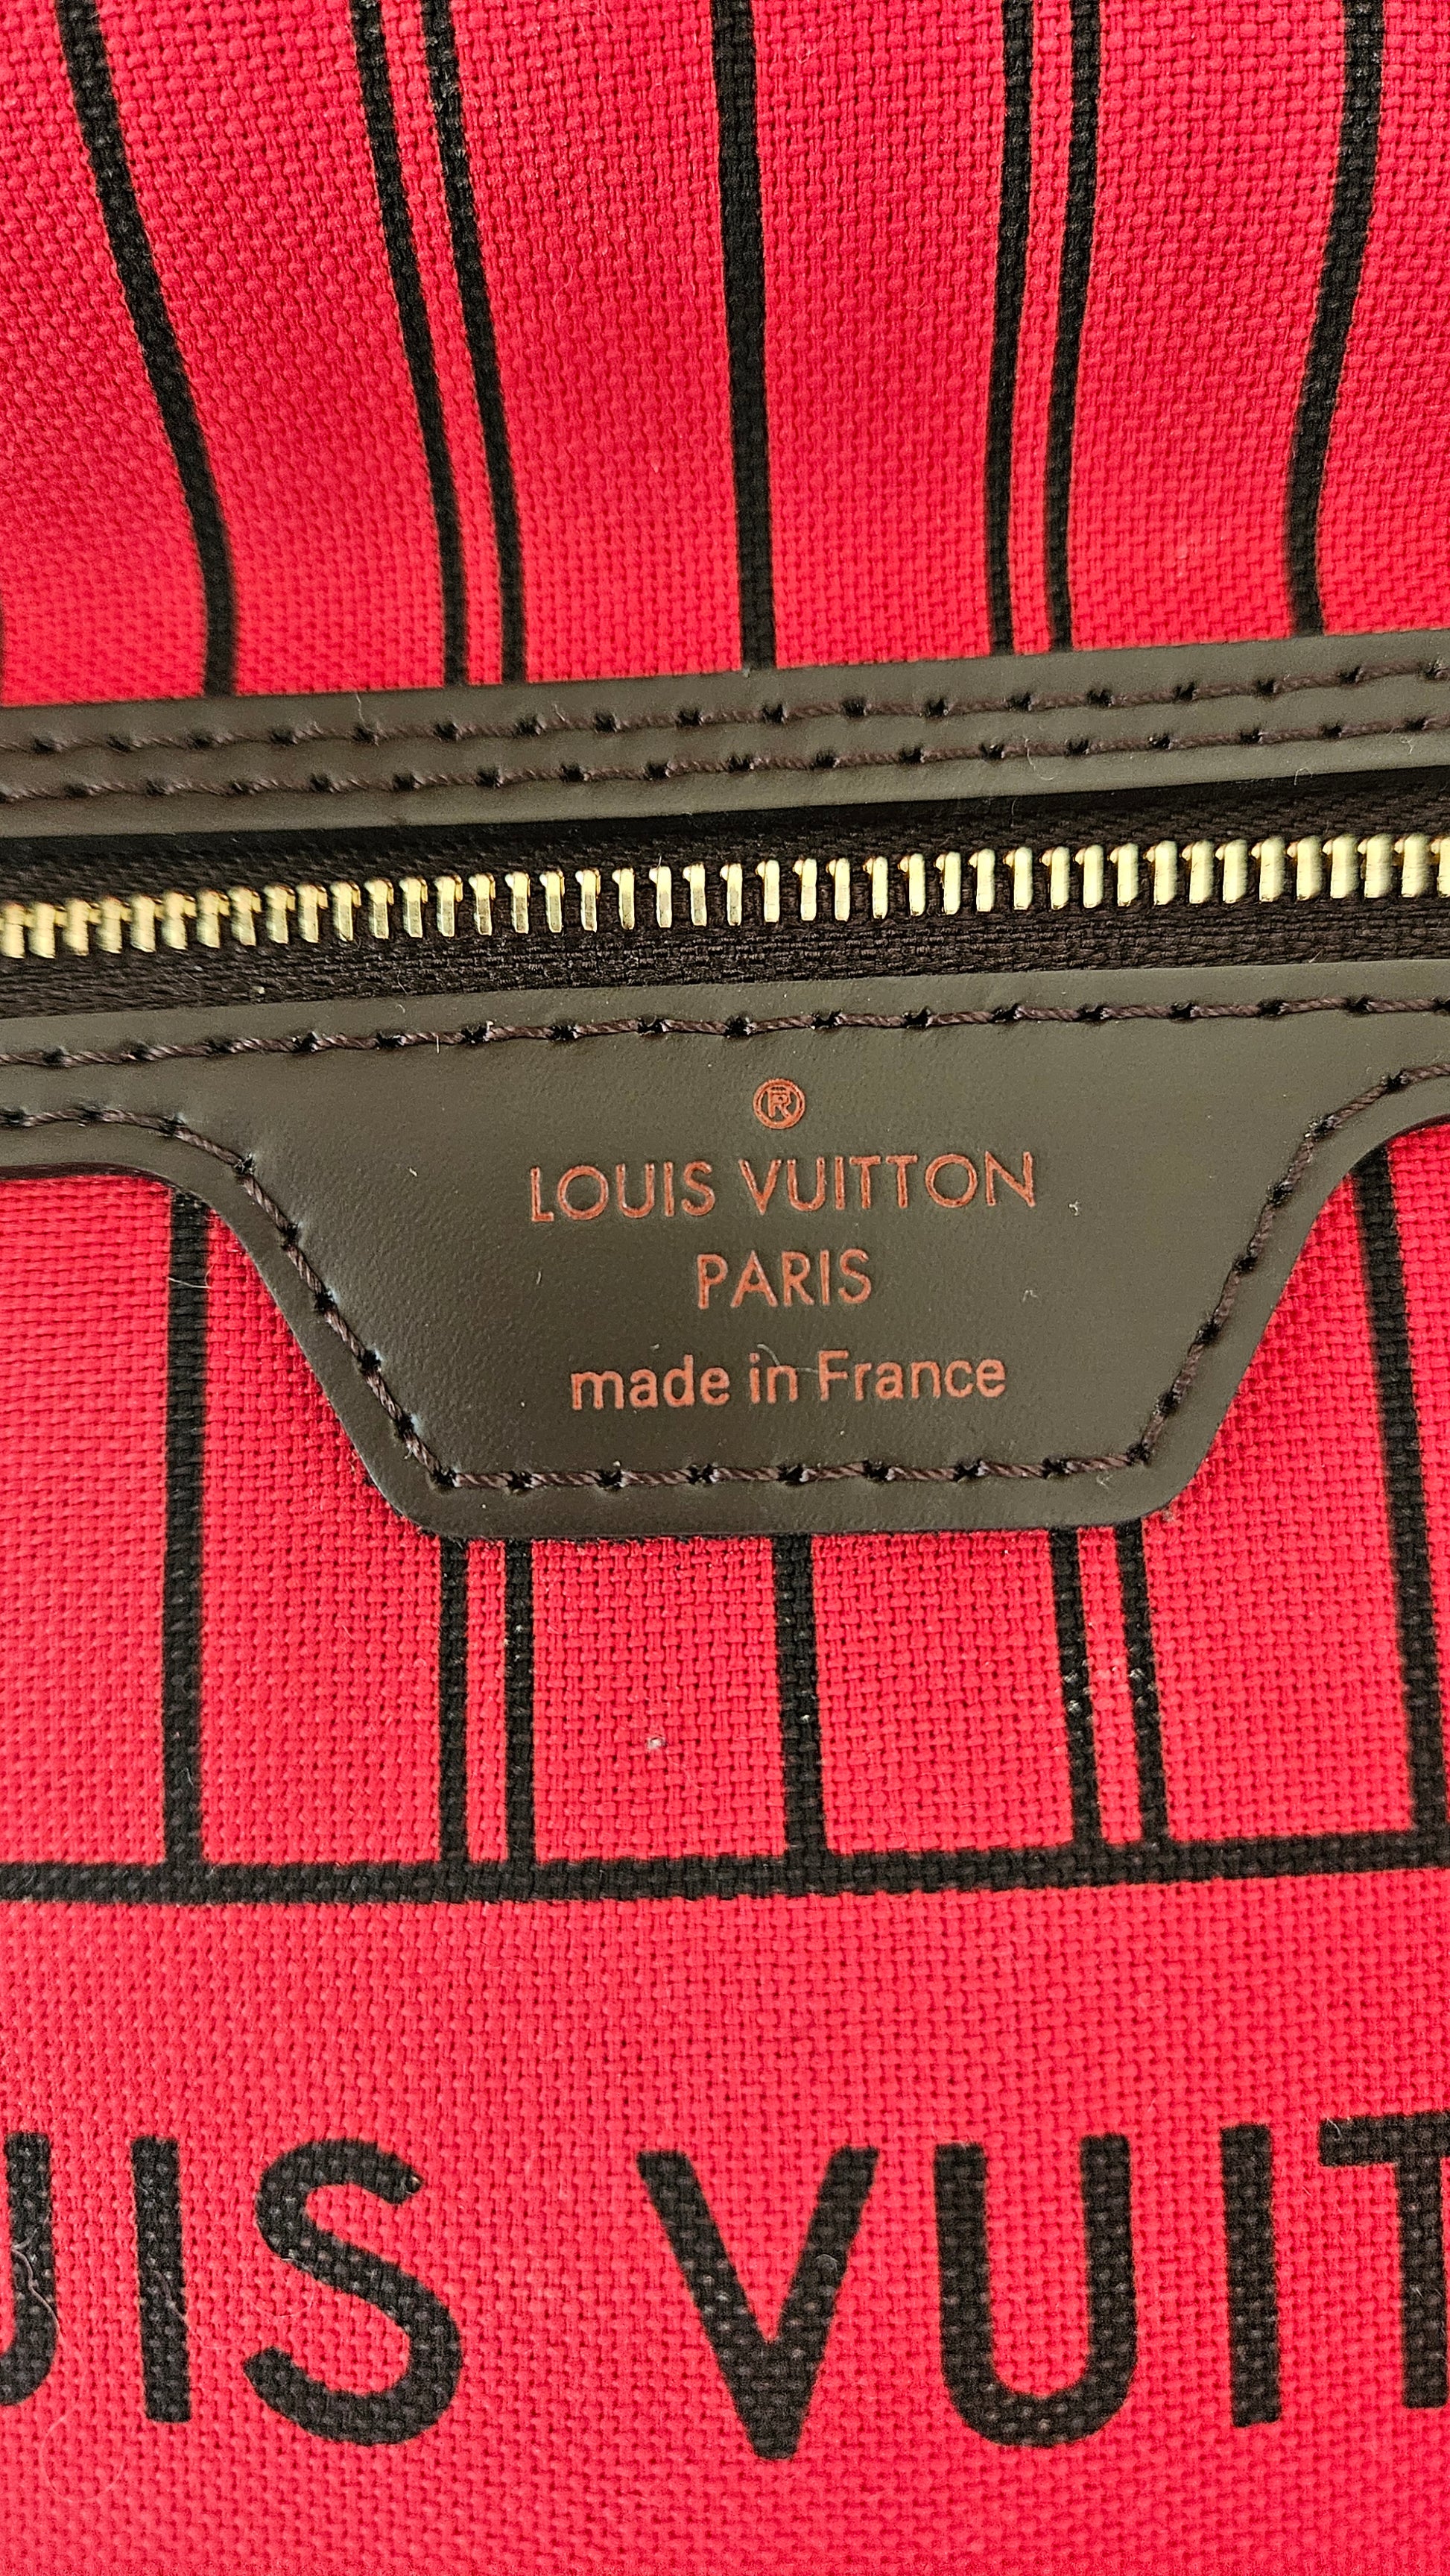 ®
LOUIS VUITTON
PARIS
made in France
UIS VUIT